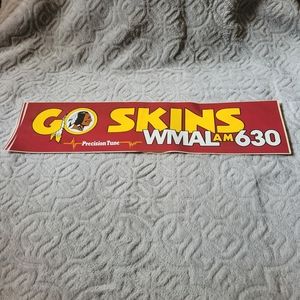 GO SKINS
WMAL AM 630
Precision Tune